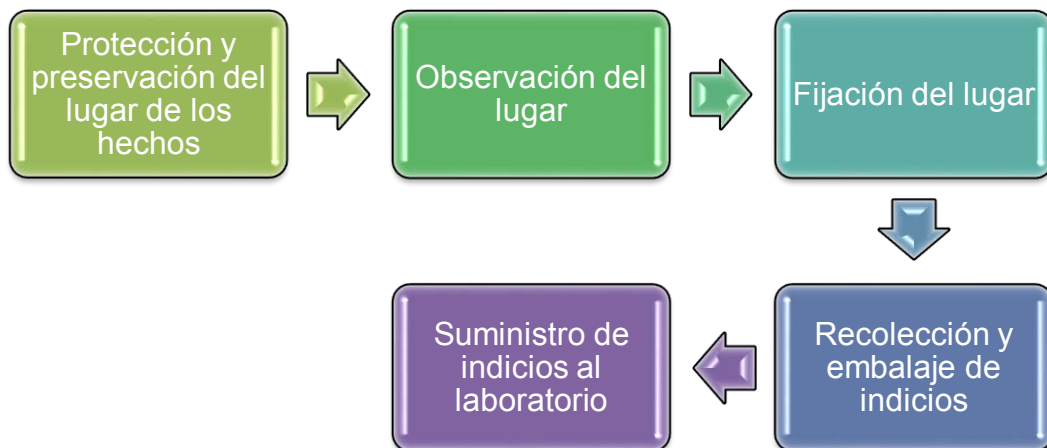 Protección y
preservación del
lugar de los
hechos
Observación del
lugar
Fijación del lugar
Recolección y
embalaje de
indicios
Suministro de
indicios al
laboratorio